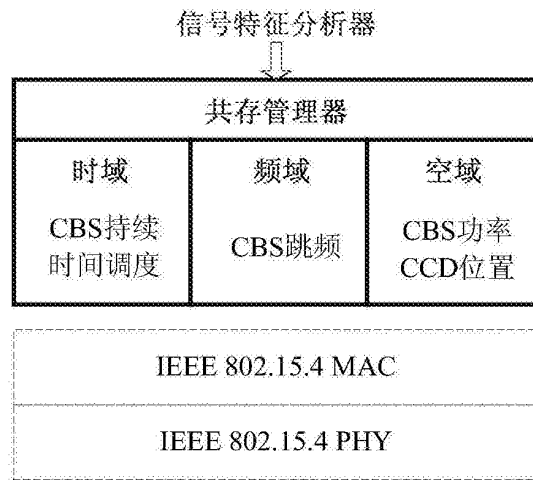 信号特征分析器
共存管理器
时域
频域
空域
CBS持续
时间调度
CBS跳频
CBS功率
CCD位置
IEEE 802.15.4 MAC
IEEE 802.15.4 PHY